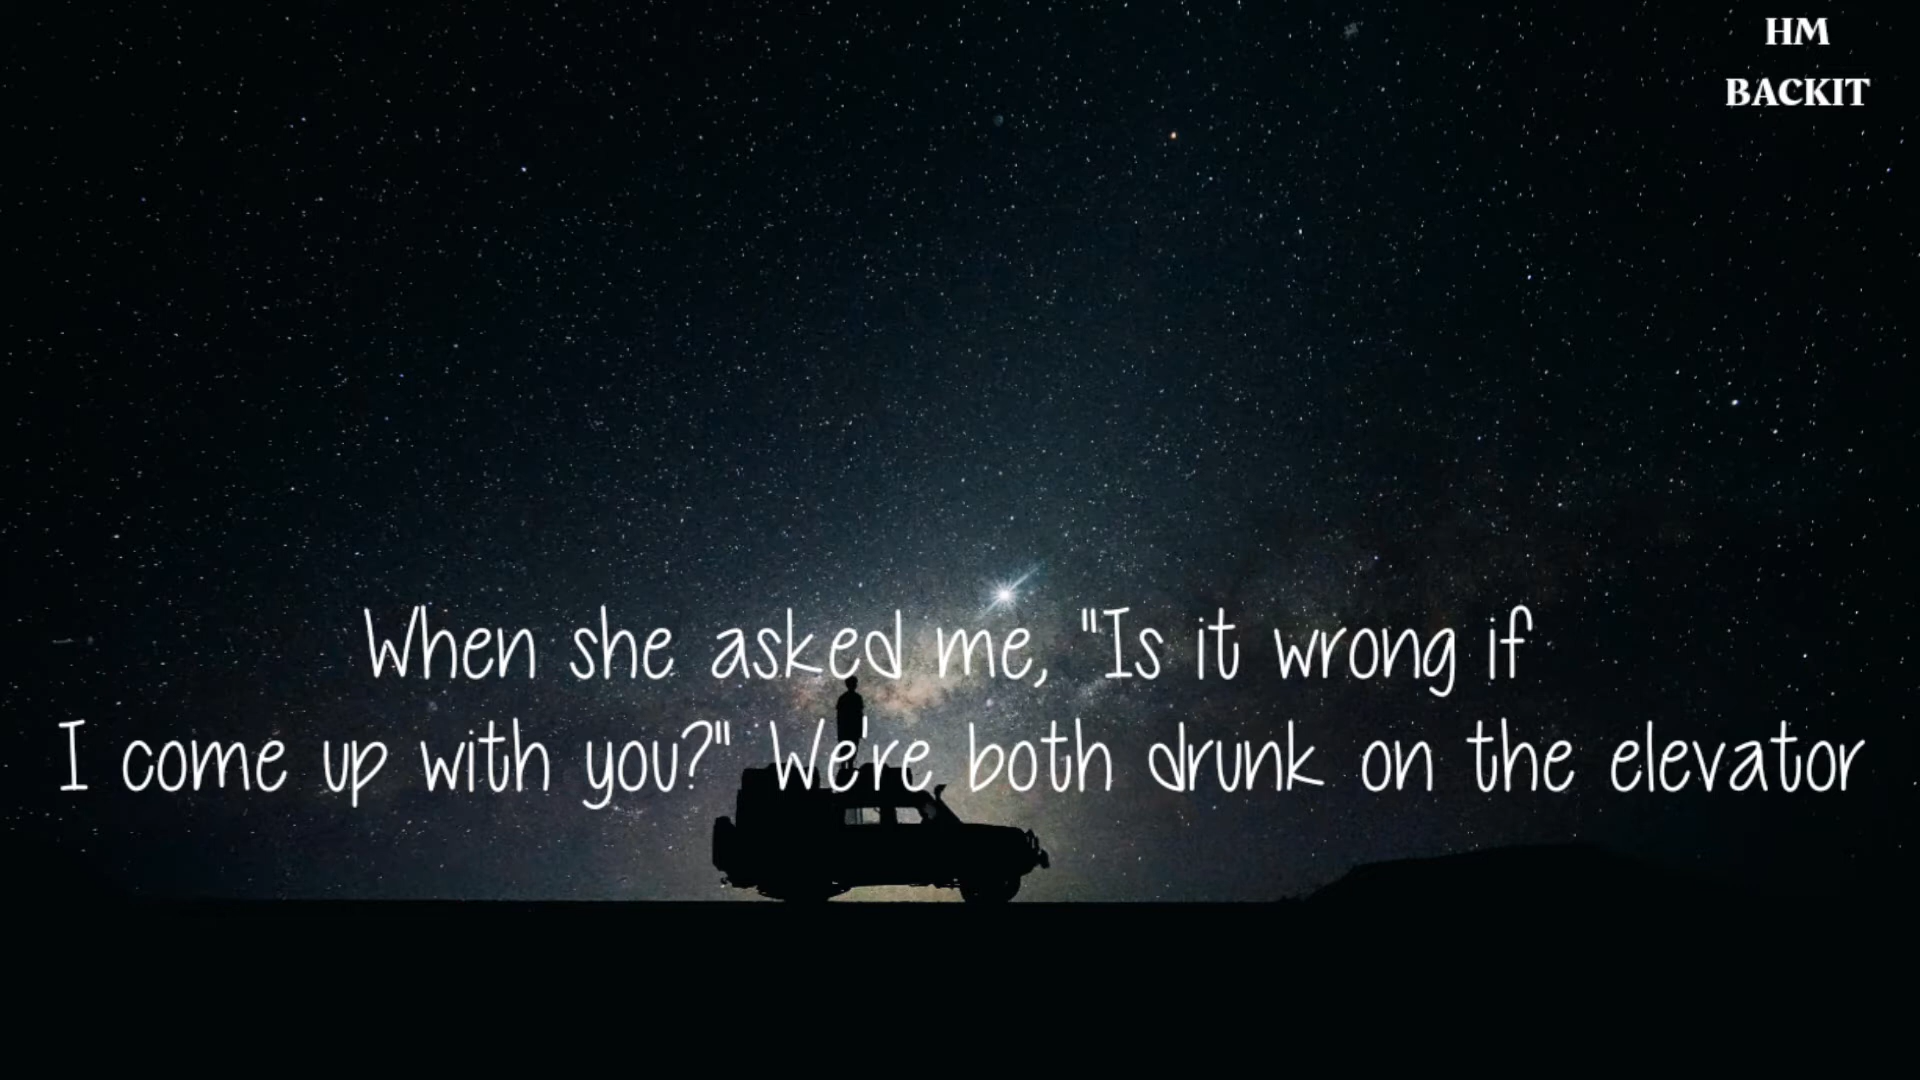 HM
BACKIT
When she asked me, "Is it wrong if
I come up with you?" We're both drunk on the elevator